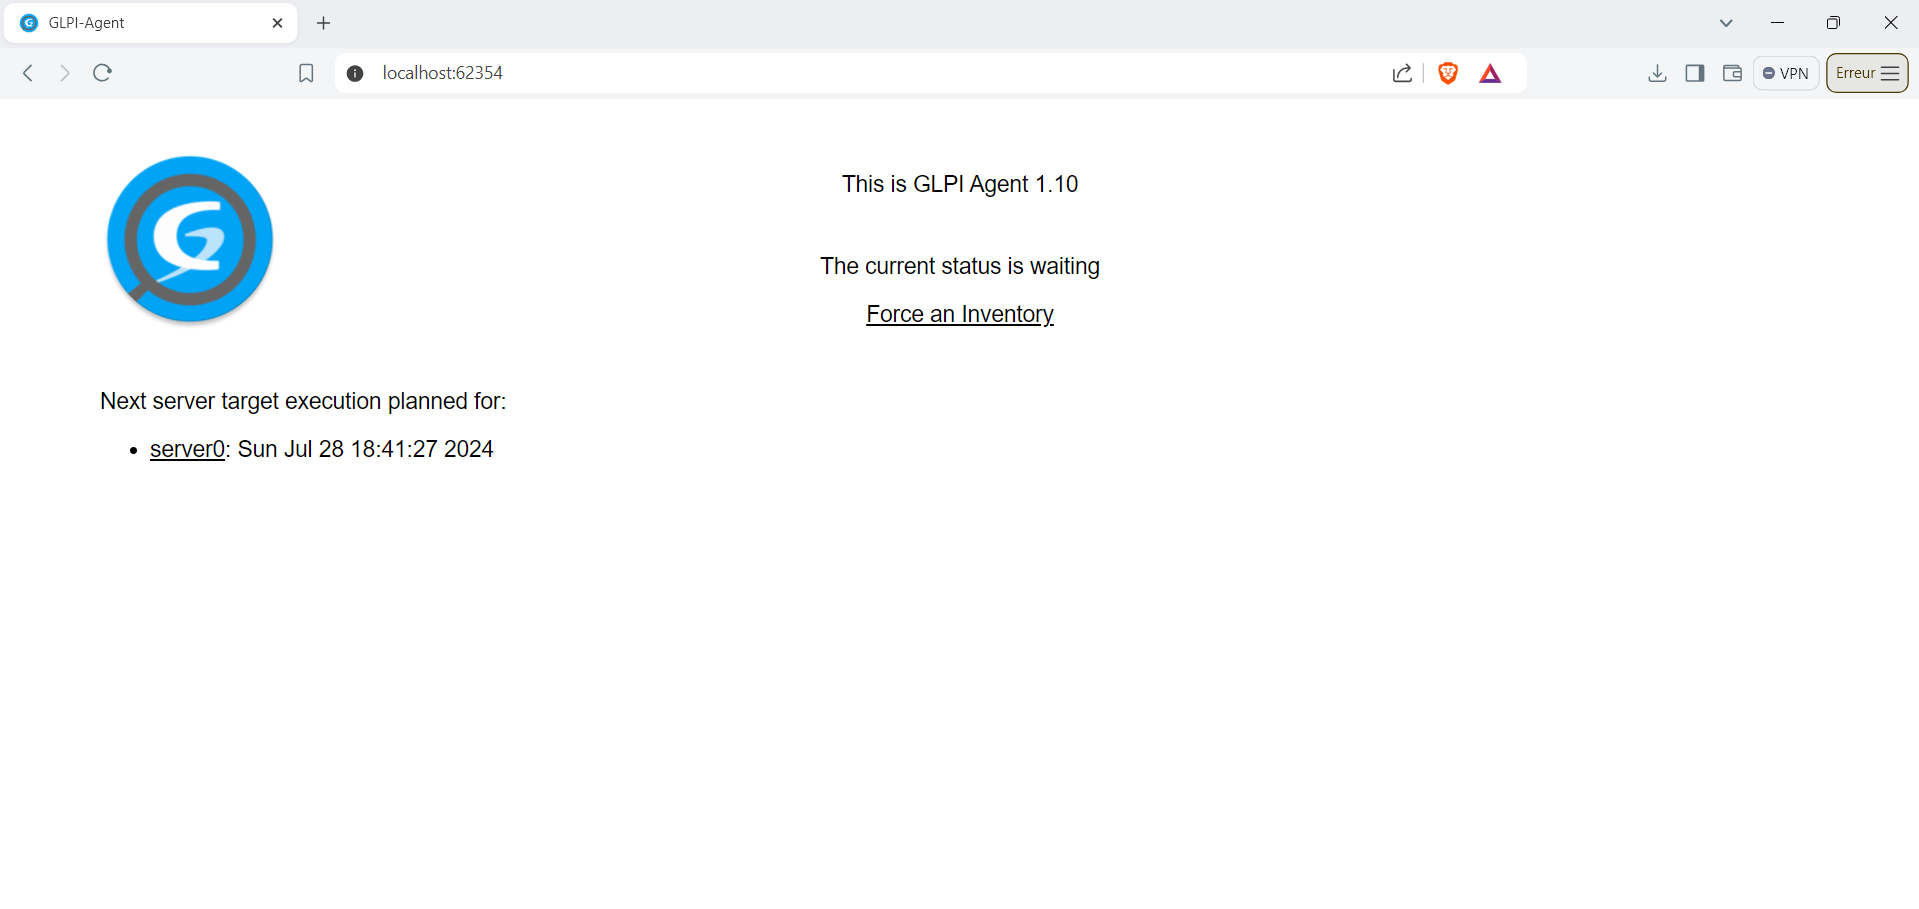 GLPI-Agent
localhost:62354
VPN
Erreur
This is GLPI Agent 1.10
The current status is waiting
Force an Inventory
Next server target execution planned for:
server0: Sun Jul 28 18:41:27 2024